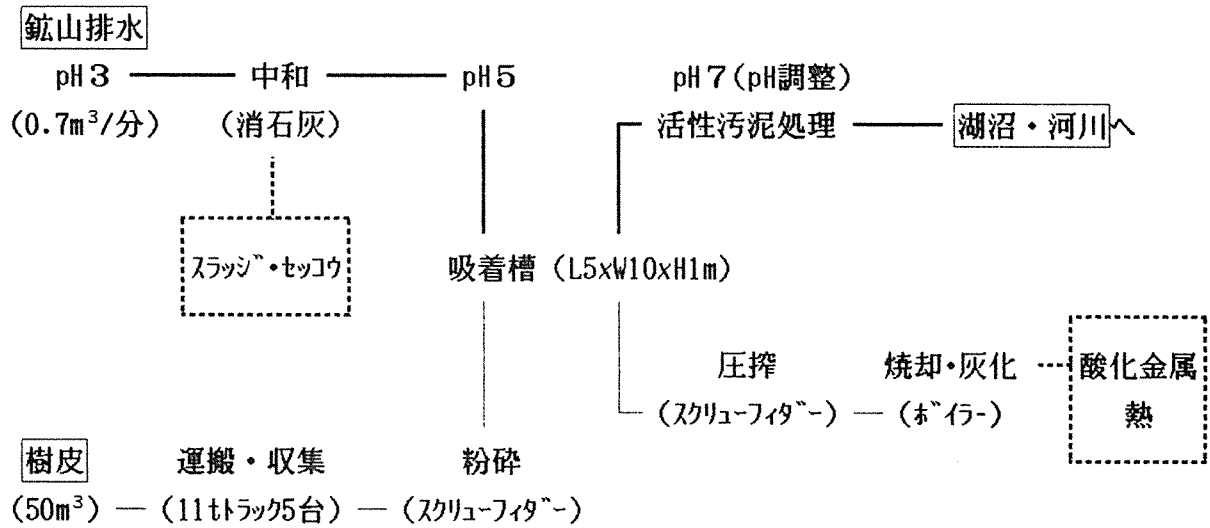 鉱山排水
pH3 中和 pH5 pH7(pH調整)
(0.7m³/分) (消石灰) 活性汚泥処理 湖沼・河川へ
ｽﾗｯｼﾞ・ｾｯｺｳ 吸着槽 (L5xW10xH1m)
圧搾 焼却・灰化 酸化金属
(ｽｸﾘｭｰﾌｨﾀﾞｰ) (ﾎﾞｲﾗｰ) 熱
樹皮 運搬・収集 粉砕
(50m³) (11tﾄﾗｯｸ5台) (ｽｸﾘｭｰﾌｨﾀﾞｰ)